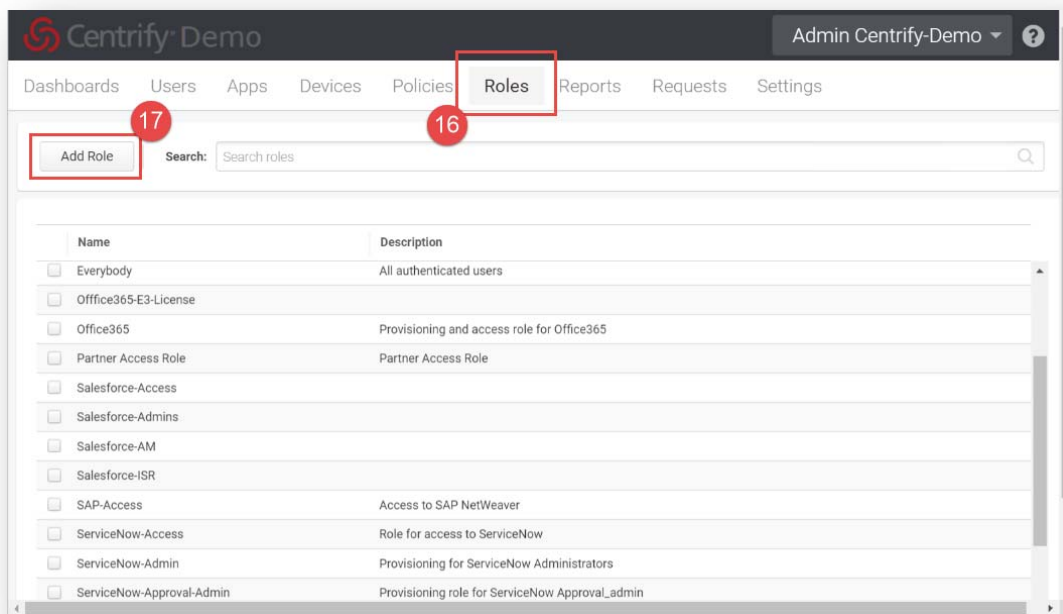 Centrify Demo
Admin Centrify-Demo ?
Dashboards Users Apps Devices Policies Roles Reports Requests Settings
17
16
Add Role Search: Search roles
Name Description
Everybody All authenticated users
Offfice365-E3-License
Office365 Provisioning and access role for Office365
Partner Access Role Partner Access Role
Salesforce-Access
Salesforce-Admins
Salesforce-AM
Salesforce-ISR
SAP-Access Access to SAP NetWeaver
ServiceNow-Access Role for access to ServiceNow
ServiceNow-Admin Provisioning for ServiceNow Administrators
ServiceNow-Approval-Admin Provisioning role for ServiceNow Approval_admin